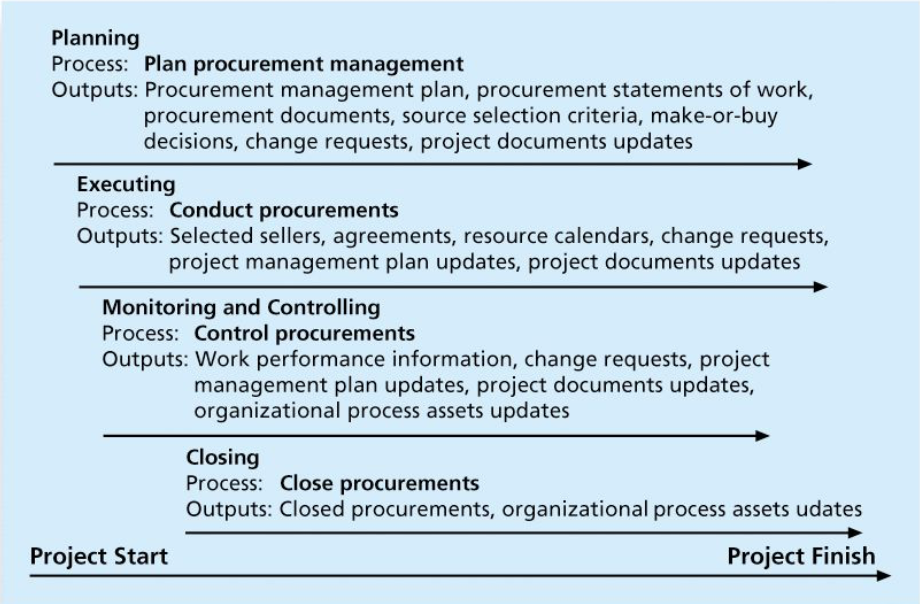 Planning
Process: Plan procurement management
Outputs: Procurement management plan, procurement statements of work,
procurement documents, source selection criteria, make-or-buy
decisions, change requests, project documents updates
Executing
Process: Conduct procurements
Outputs: Selected sellers, agreements, resource calendars, change requests,
project management plan updates, project documents updates
Monitoring and Controlling
Process: Control procurements
Outputs: Work performance information, change requests, project
management plan updates, project documents updates,
organizational process assets updates
Closing
Process: Close procurements
Outputs: Closed procurements, organizational process assets udates
Project Start Project Finish